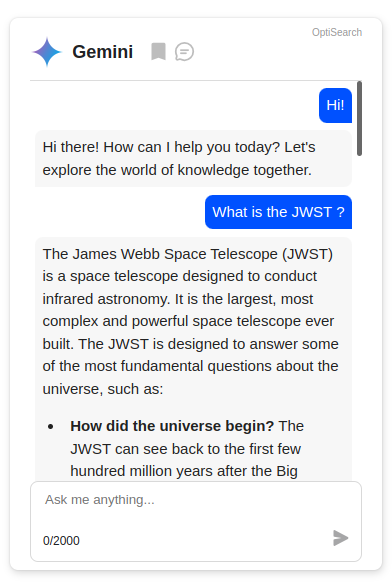 OptiSearch
Gemini
Hi!
Hi there! How can I help you today? Let's
explore the world of knowledge together.
What is the JWST ?
The James Webb Space Telescope (JWST)
is a space telescope designed to conduct
infrared astronomy. It is the largest, most
complex and powerful space telescope ever
built. The JWST is designed to answer some
of the most fundamental questions about the
universe, such as:
• How did the universe begin? The
JWST can see back to the first few
hundred million years after the Big
Ask me anything...
0/2000